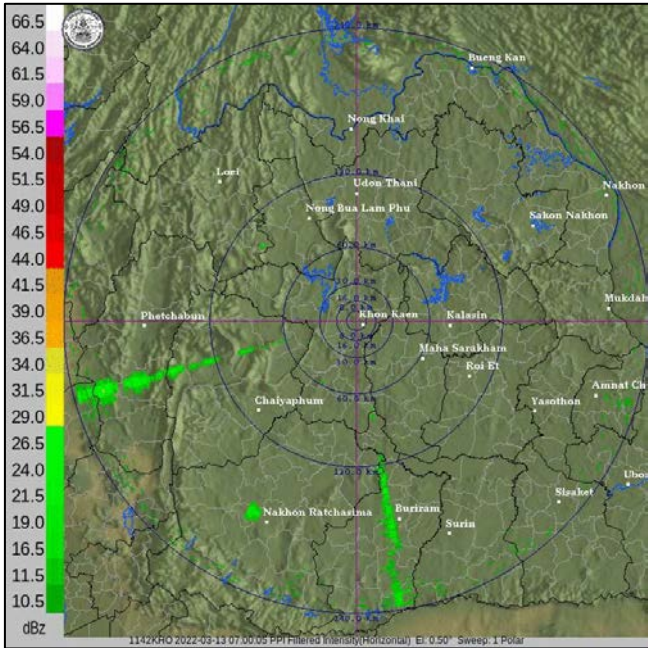 66.5
64.0
61.5
59.0
56.5
54.0
51.5
49.0
46.5
44.0
41.5
39.0
36.5
34.0
31.5
29.0
26.5
24.0
21.5
19.0
16.5
14.0
11.5
10.5
dBz
Bueng Kan
Nong Khai
Loei
Udon Thani
Nong Bua Lam Phu
Nakhon
Sakon Nakhon
Mukdah
Phetchabun
Khon Kaen
Kalasin
Maha Sarakham
Roi Et
Amnat Ch
Chaiyaphum
Yasothon
120.0 km
Ubo
Sisaket
Nakhon Ratchasima
Buriram
Surin
1142KHO 2022-03-13 07:00:05 PPI Filtered Intensity(Horizontal) El: 0.50° Sweep: 1 Polar